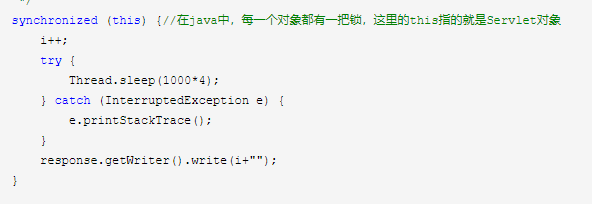 */
synchronized (this) {//在java中，每一个对象都有一把锁，这里的this指的就是Servlet对象
    i++;
    try {
        Thread.sleep(1000*4);
    } catch (InterruptedException e) {
        e.printStackTrace();
    }
    response.getWriter().write(i+"");
}